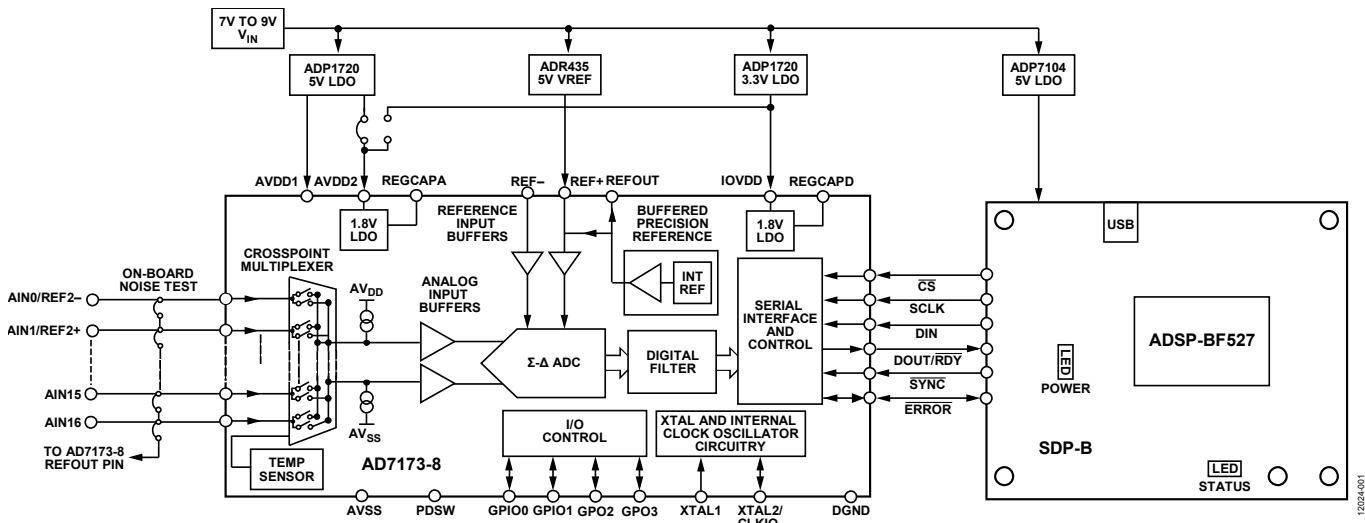 7V TO 9V
VIN
ADP1720
5V LDO
ADR435
5V VREF
ADP1720
3.3V LDO
ADP7104
5V LDO
AVDD1
AVDD2
REGCAPA
REF–
REF+
REFOUT
IOVDD
REGCAPD
1.8V
LDO
REFERENCE
INPUT
BUFFERS
BUFFERED
PRECISION
REFERENCE
1.8V
LDO
USB
CROSSPOINT
MULTIPLEXER
ON-BOARD
NOISE TEST
INT
REF
AIN0/REF2–
AVDD
ANALOG
INPUT
BUFFERS
SERIAL
INTERFACE
AND
CONTROL
CS
SCLK
AIN1/REF2+
DIN
ADSP-BF527
Σ-Δ ADC
DIGITAL
FILTER
DOUT/RDY
LED
POWER
SYNC
AIN15
ERROR
AIN16
AVSS
I/O
CONTROL
XTAL AND INTERNAL
CLOCK OSCILLATOR
CIRCUITRY
TO AD7173-8
REFOUT PIN
TEMP
SENSOR
AD7173-8
SDP-B
LED
STATUS
AVSS
PDSW
GPIO0
GPIO1
GPO2
GPO3
XTAL1
XTAL2/
CLKIO
DGND
12024-001